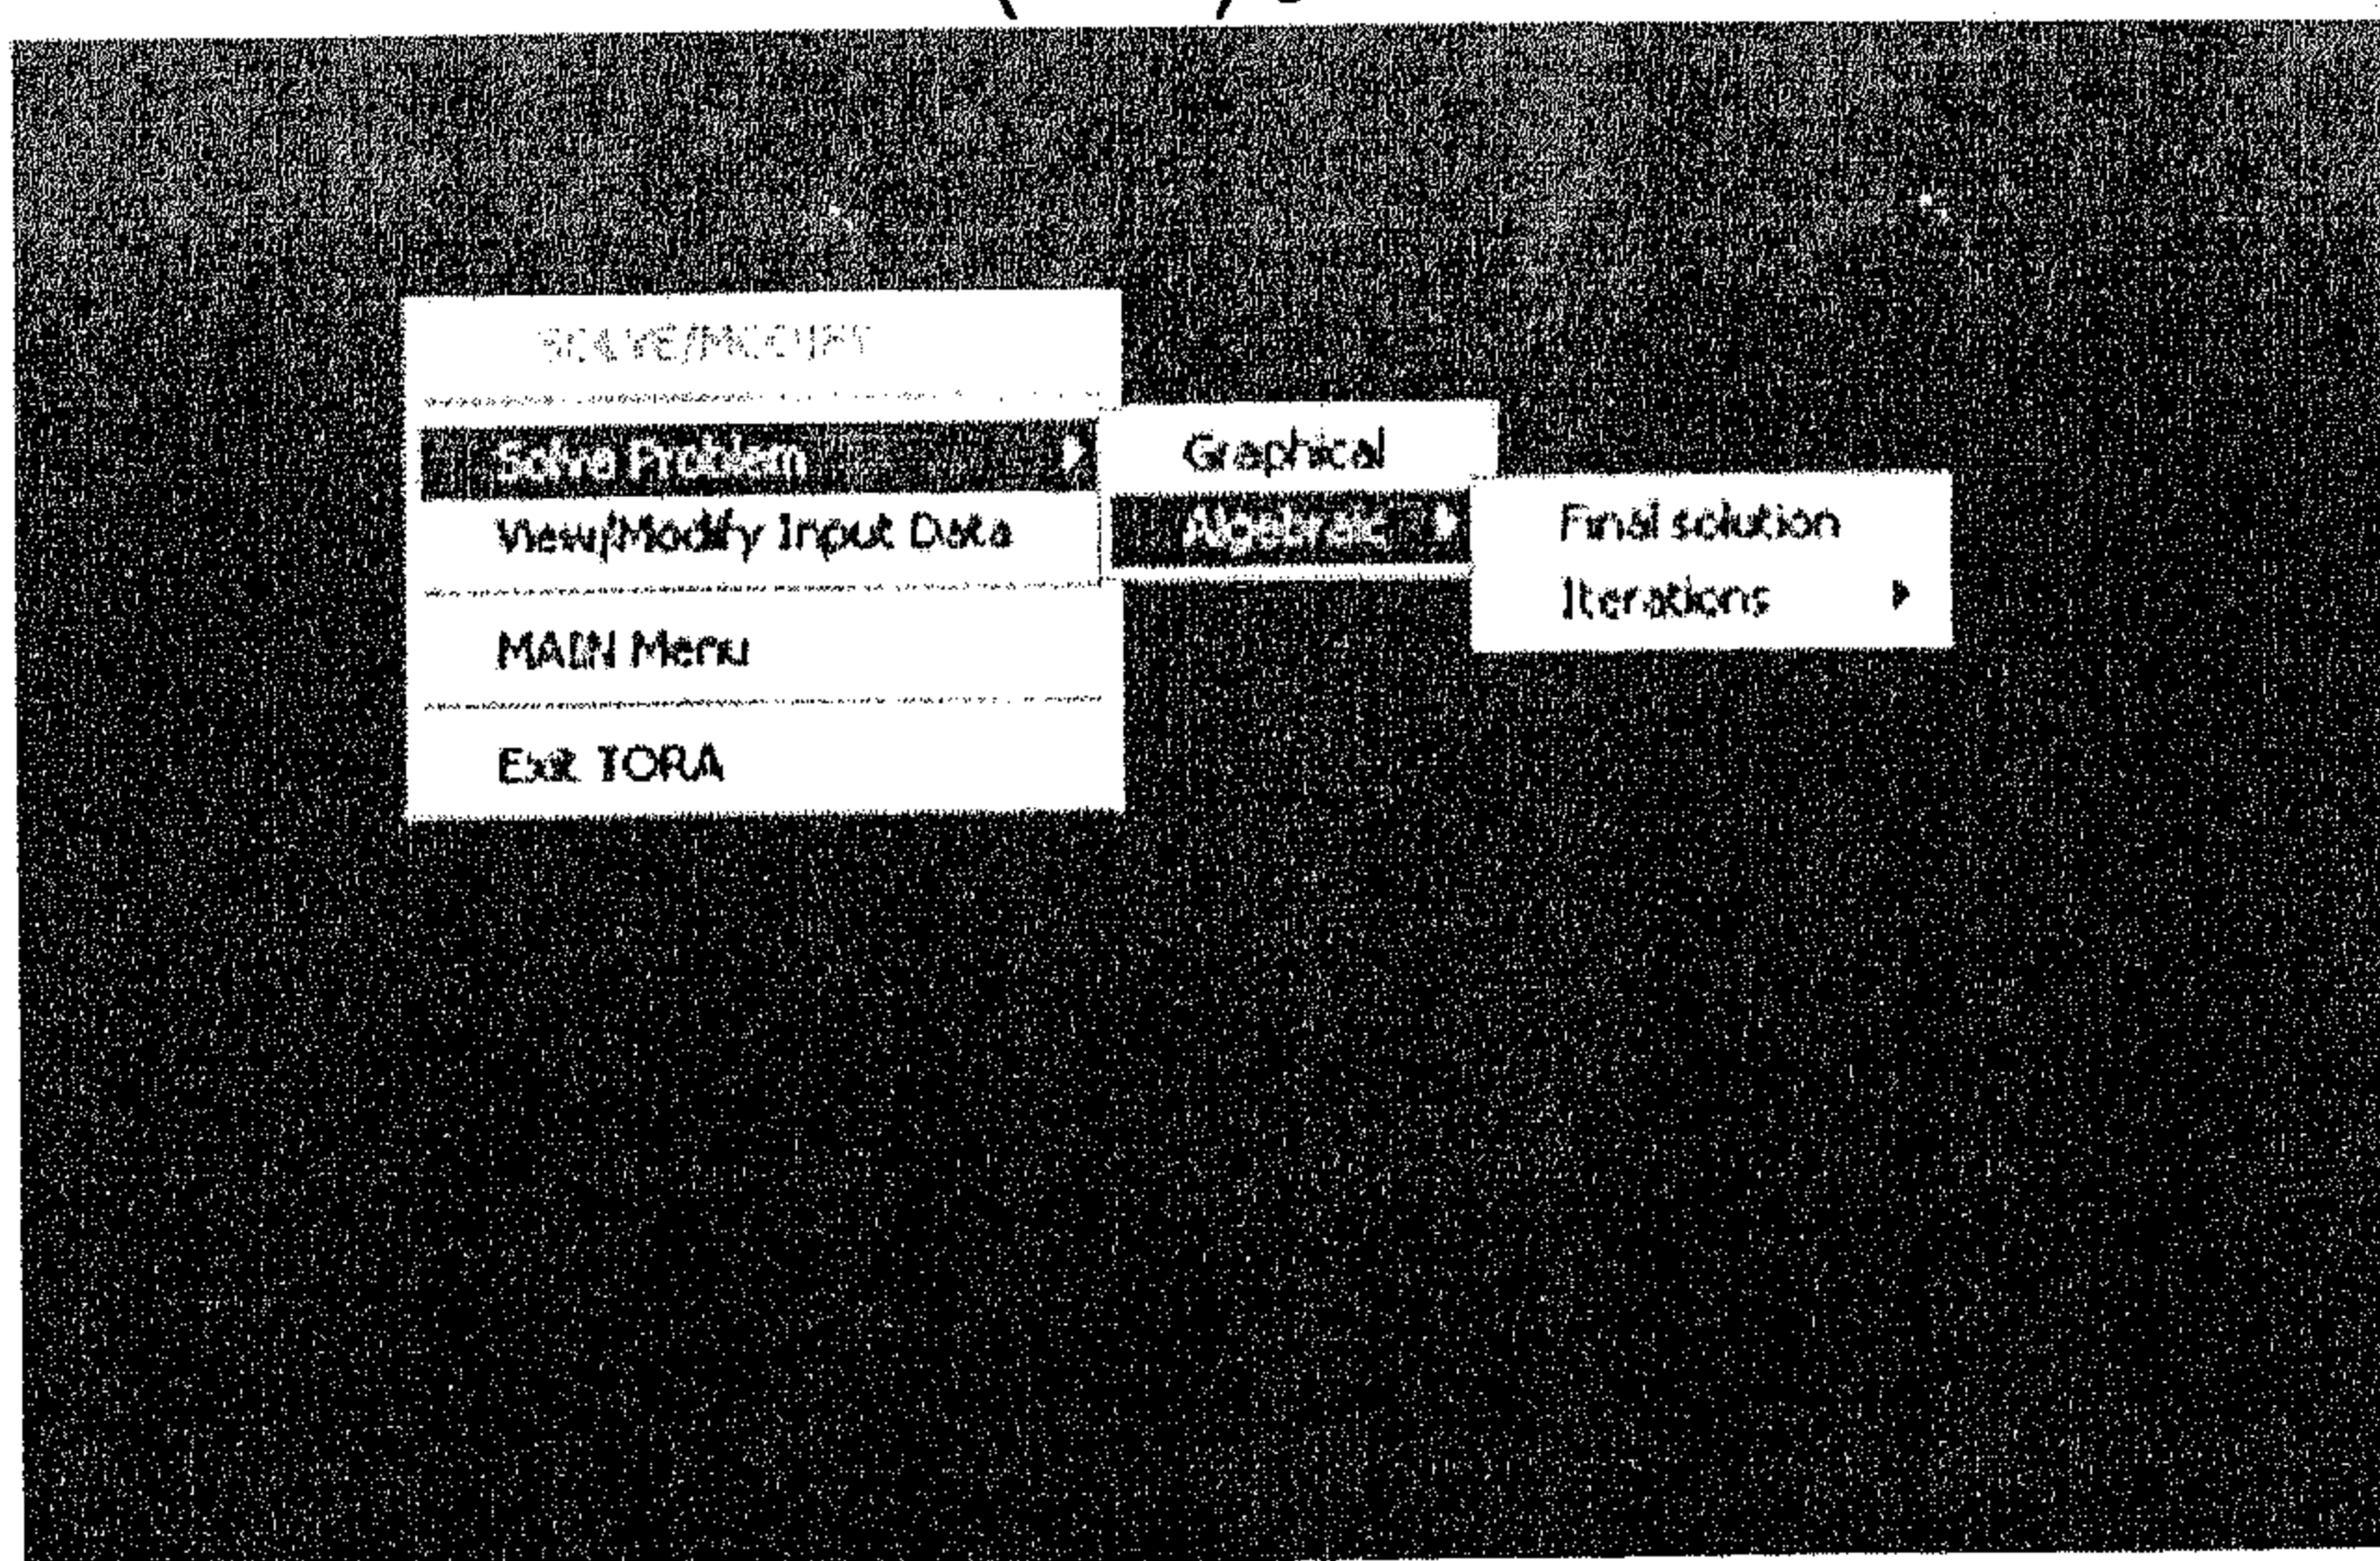 SOLVE/MODIFY
Solve Problem
Graphical
View/Modify Input Data
Algebraic
Final solution
Iterations
MAIN Menu
Exit TORA